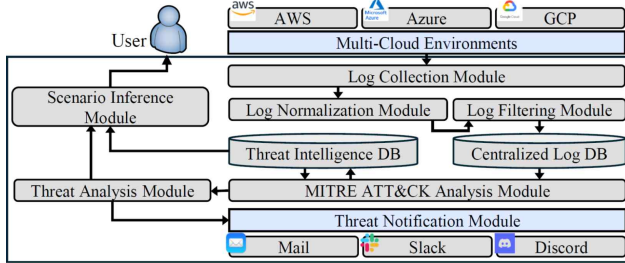 aws
Microsoft Azure
Google Cloud
AWS
Azure
GCP
User
Multi-Cloud Environments
Log Collection Module
Scenario Inference
Module
Log Normalization Module
Log Filtering Module
Threat Intelligence DB
Centralized Log DB
Threat Analysis Module
MITRE ATT&CK Analysis Module
Threat Notification Module
Mail
Slack
Discord